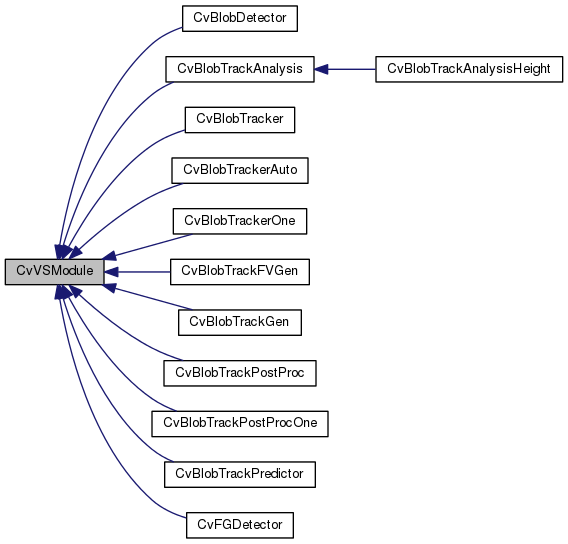 CvBlobDetector
CvBlobTrackAnalysis
CvBlobTrackAnalysisHeight
CvBlobTracker
CvBlobTrackerAuto
CvBlobTrackerOne
CvVSModule
CvBlobTrackFVGen
CvBlobTrackGen
CvBlobTrackPostProc
CvBlobTrackPostProcOne
CvBlobTrackPredictor
CvFGDetector